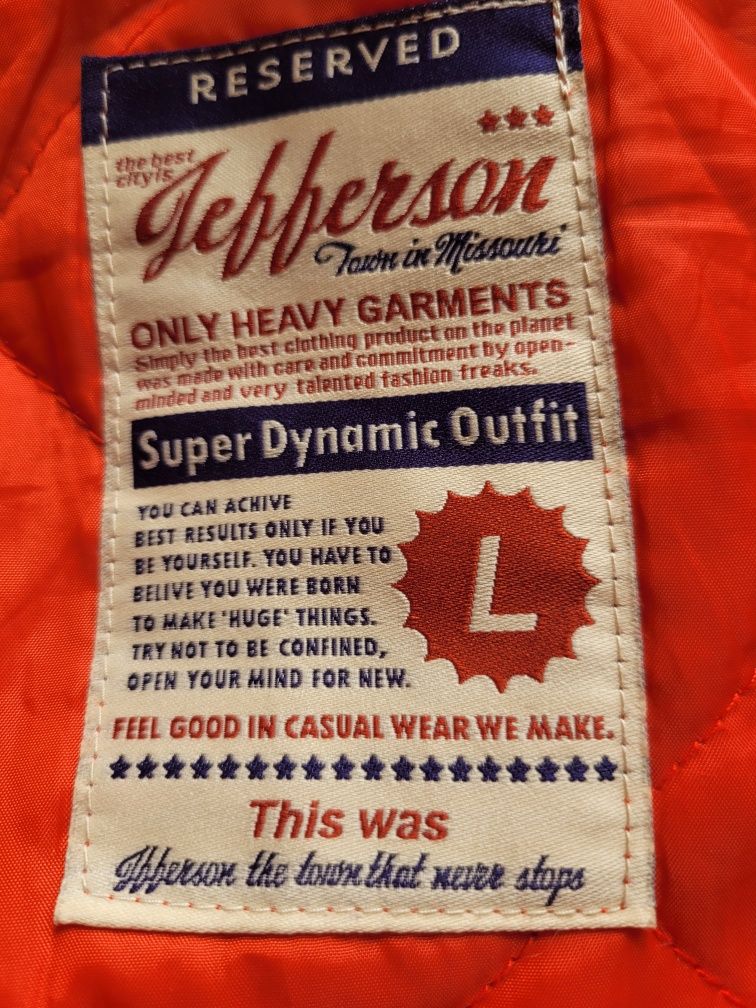 RESERVED
★★★
the best
city is
Jefferson
Town in Missouri
ONLY HEAVY GARMENTS
Simply the best clothing product on the planet
was made with care and commitment by open-
minded and very talented fashion freaks.
Super Dynamic Outfit
YOU CAN ACHIVE
BEST RESULTS ONLY IF YOU
BE YOURSELF. YOU HAVE TO
BELIVE YOU WERE BORN
TO MAKE 'HUGE' THINGS.
TRY NOT TO BE CONFINED,
OPEN YOUR MIND FOR NEW.
L
FEEL GOOD IN CASUAL WEAR WE MAKE.
This was
Jefferson the town that never stops